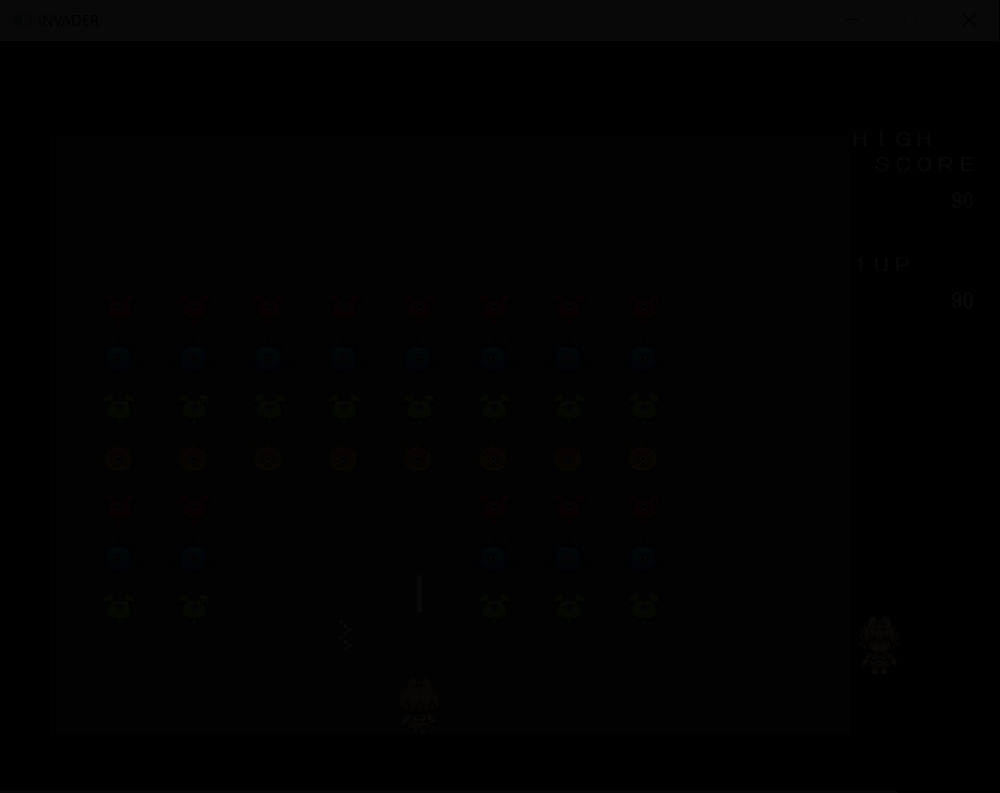 INVADER
HIGH
SCORE
90
1UP
90